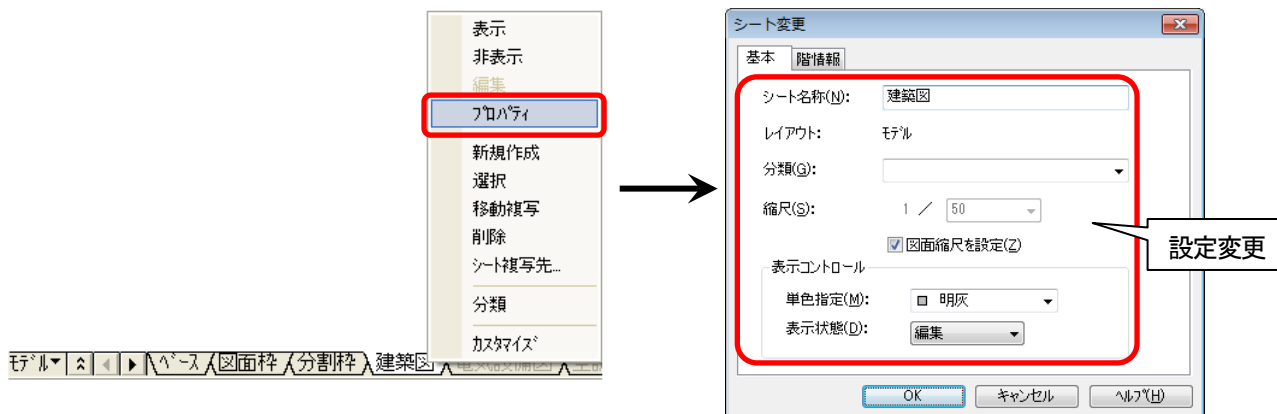 表示
非表示
編集
ﾌﾟﾛﾊﾟﾃｨ
新規作成
選択
移動複写
削除
ｼｰﾄ複写先...
分類
ｶｽﾀﾏｲｽﾞ
ﾓﾃﾞﾙ ﾍﾞｰｽ 図面枠 分割枠 建築図
シート変更
基本 階情報
シート名称(N): 建築図
レイアウト: ﾓﾃﾞﾙ
分類(G):
縮尺(S): 1 / 50
図面縮尺を設定(Z)
表示コントロール
単色指定(M): 明灰
表示状態(D): 編集
OK キャンセル ﾍﾙﾌﾟ(H)
設定変更